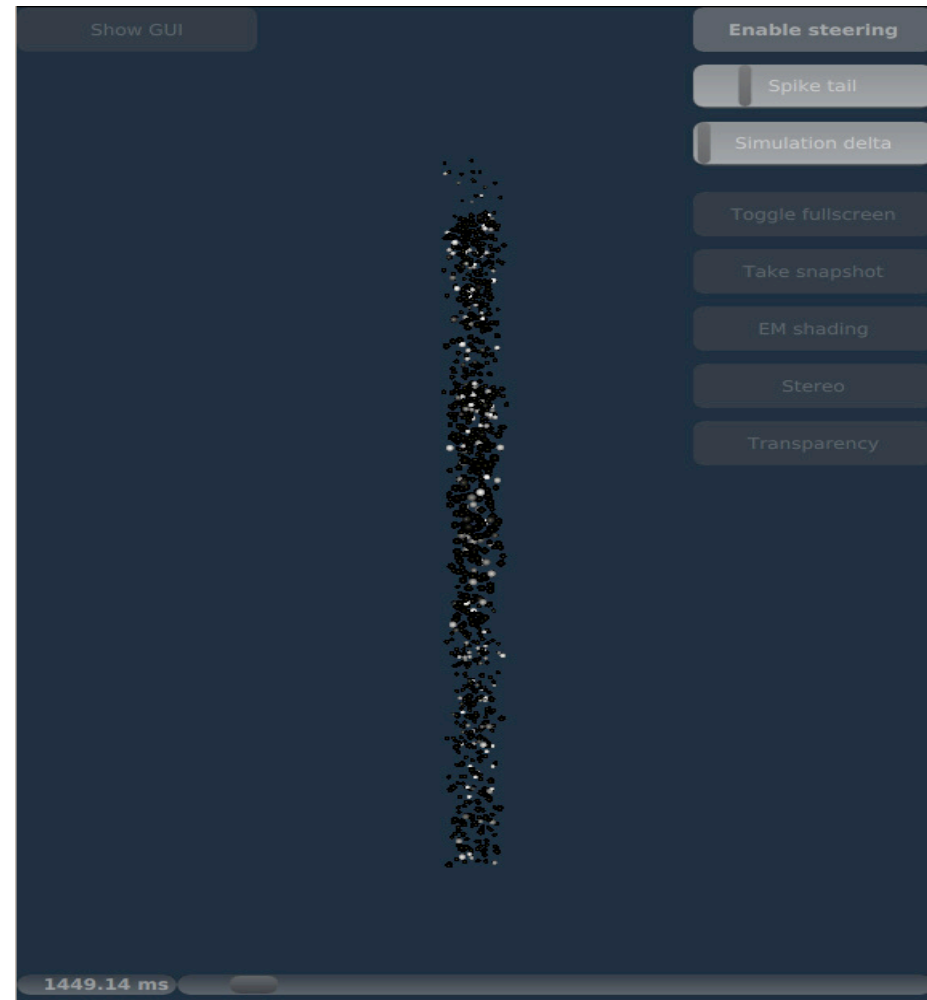 Show GUI
Enable steering
Spike tail
Simulation delta
Toggle fullscreen
Take snapshot
EM shading
Stereo
Transparency
1449.14 ms